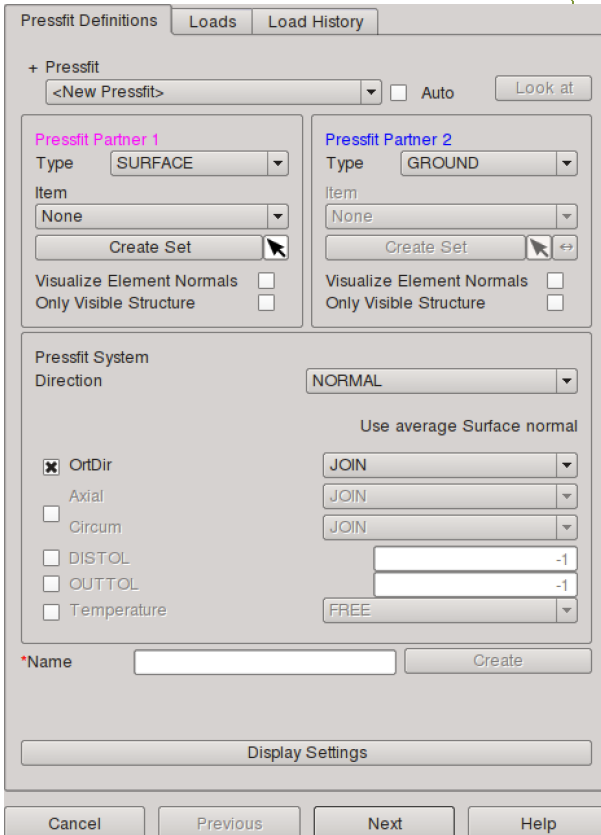 Pressfit Definitions Loads Load History
+ Pressfit
<New Pressfit> Auto Look at
Pressfit Partner 1
Type SURFACE
Item
None
Create Set
Visualize Element Normals
Only Visible Structure
Pressfit Partner 2
Type GROUND
Item
None
Create Set
Visualize Element Normals
Only Visible Structure
Pressfit System
Direction NORMAL
Use average Surface normal
OrtDir JOIN
Axial JOIN
Circum JOIN
DISTOL -1
OUTTOL -1
Temperature FREE
*Name Create
Display Settings
Cancel Previous Next Help